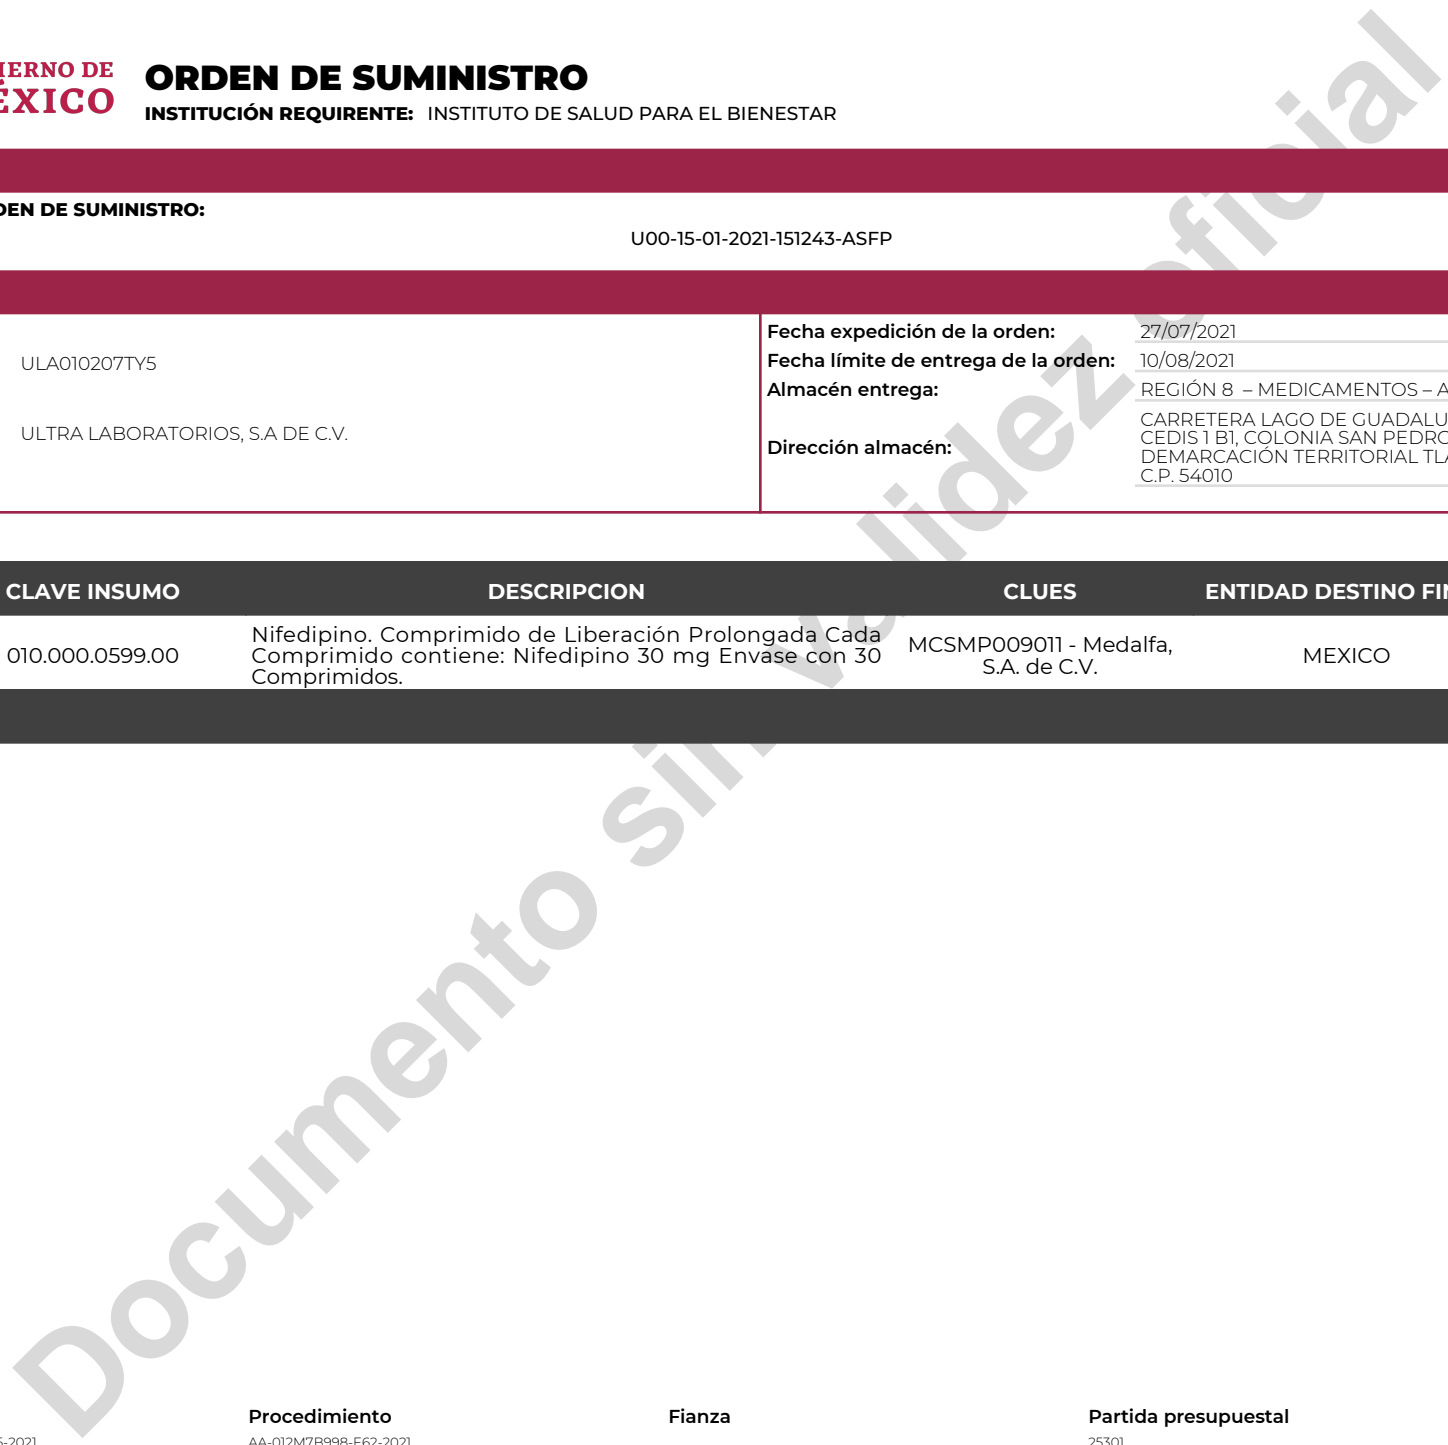 IERNO DE
ÉXICO
ORDEN DE SUMINISTRO
INSTITUCIÓN REQUIRENTE: INSTITUTO DE SALUD PARA EL BIENESTAR
DEN DE SUMINISTRO:
U00-15-01-2021-151243-ASFP
ULA010207TY5
ULTRA LABORATORIOS, S.A DE C.V.
Fecha expedición de la orden: 27/07/2021
Fecha límite de entrega de la orden: 10/08/2021
Almacén entrega: REGIÓN 8 – MEDICAMENTOS – A
Dirección almacén:
CARRETERA LAGO DE GUADALU
CEDIS 1 B1, COLONIA SAN PEDRO
DEMARCACIÓN TERRITORIAL TLA
C.P. 54010
CLAVE INSUMO DESCRIPCION CLUES ENTIDAD DESTINO FIN
010.000.0599.00
Nifedipino. Comprimido de Liberación Prolongada Cada
Comprimido contiene: Nifedipino 30 mg Envase con 30
Comprimidos.
MCSMP009011 - Medalfa,
S.A. de C.V.
MEXICO
Documento sin validez oficial
Procedimiento Fianza Partida presupuestal
5-2021 AA-012M7B998-E62-2021 25301